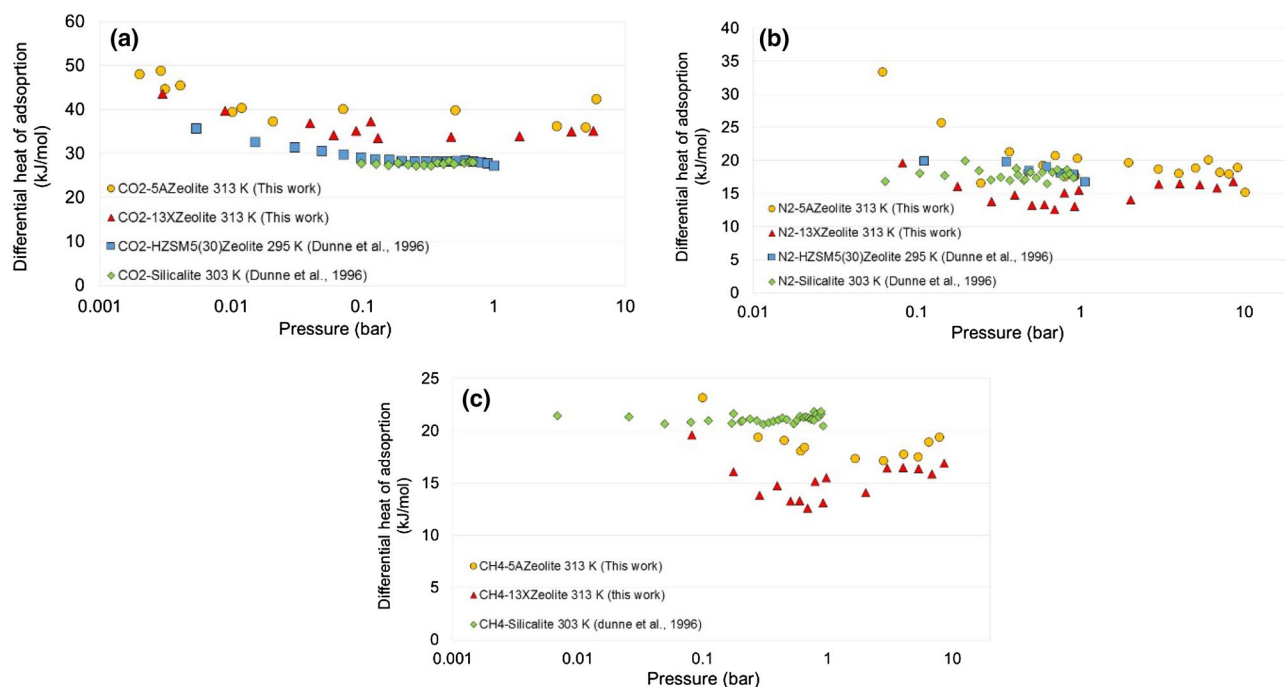 (a)
Differential heat of adsoprtion
(kJ/mol)
60
50
40
30
20
10
0
CO2-5AZeolite 313 K (This work)
CO2-13XZeolite 313 K (This work)
CO2-HZSM5(30)Zeolite 295 K (Dunne et al., 1996)
CO2-Silicalite 303 K (Dunne et al., 1996)
0.001 0.01 0.1 1 10
Pressure (bar)
(b)
Differential heat of adsoprtion
(kJ/mol)
40
35
30
25
20
15
10
5
0
N2-5AZeolite 313 K (This work)
N2-13XZeolite 313 K (This work)
N2-HZSM5(30)Zeolite 295 K (Dunne et al., 1996)
N2-Silicalite 303 K (Dunne et al., 1996)
0.01 0.1 1 10
Pressure (bar)
(c)
Differential heat of adsoprtion
(kJ/mol)
25
20
15
10
5
0
CH4-5AZeolite 313 K (This work)
CH4-13XZeolite 313 K (this work)
CH4-Silicalite 303 K (dunne et al., 1996)
0.001 0.01 0.1 1 10
Pressure (bar)